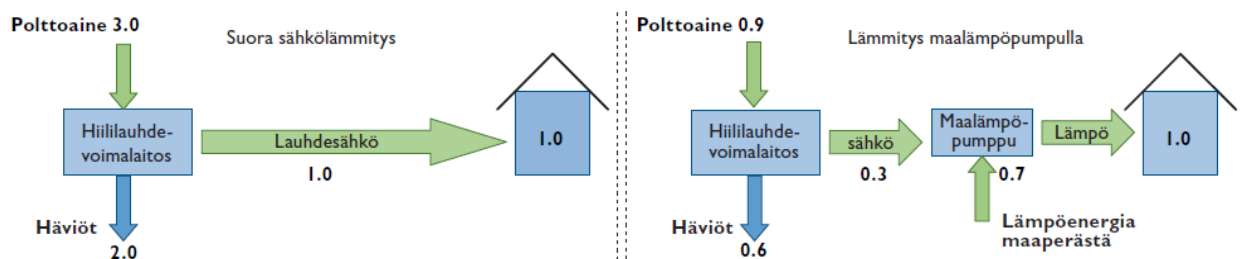 Polttoaine 3.0
Suora sähkölämmitys
Hiililauhde-
voimalaitos
Lauhdesähkö
1.0
1.0
Häviöt
2.0
Polttoaine 0.9
Lämmitys maalämpöpumpulla
Hiililauhde-
voimalaitos
sähkö
0.3
Maalämpö-
pumppu
0.7
Lämpö
1.0
Häviöt
0.6
Lämpöenergia
maaperästä